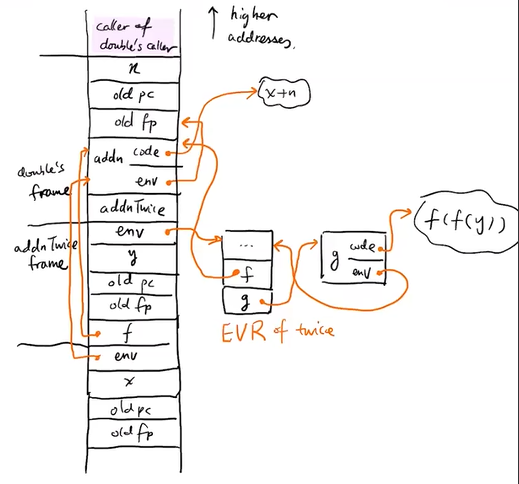 caller of
double's caller
↑ higher
addresses.
n
old pc
x+n
old fp
addn code
env
double's
frame
addnTwice
env
addnTwice
frame
y
old pc
old fp
f
env
x
old pc
old fp
...
f
g
EVR of twice
g code
env
f(f(y))